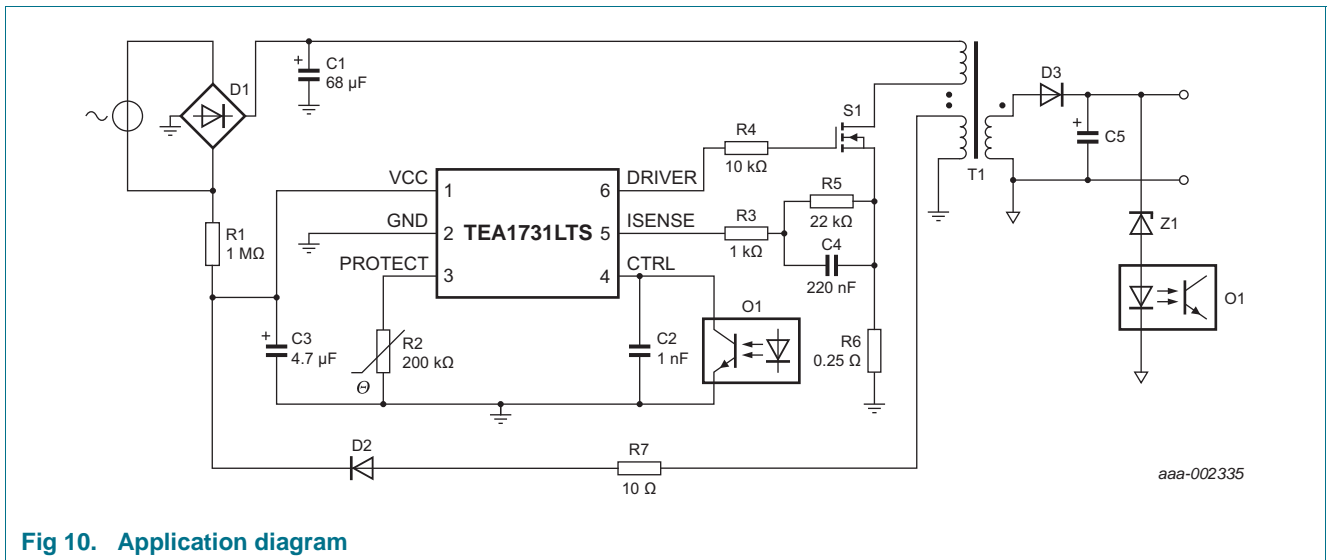 C1
68 µF
D1
D3
S1
C5
R4
10 kΩ
T1
VCC
1
6
DRIVER
R5
22 kΩ
GND
2
TEA1731LTS
5
ISENSE
R3
1 kΩ
Z1
R1
1 MΩ
PROTECT
3
4
CTRL
C4
220 nF
O1
O1
C3
4.7 µF
R2
200 kΩ
Θ
C2
1 nF
R6
0.25 Ω
D2
R7
10 Ω
aaa-002335
Fig 10. Application diagram